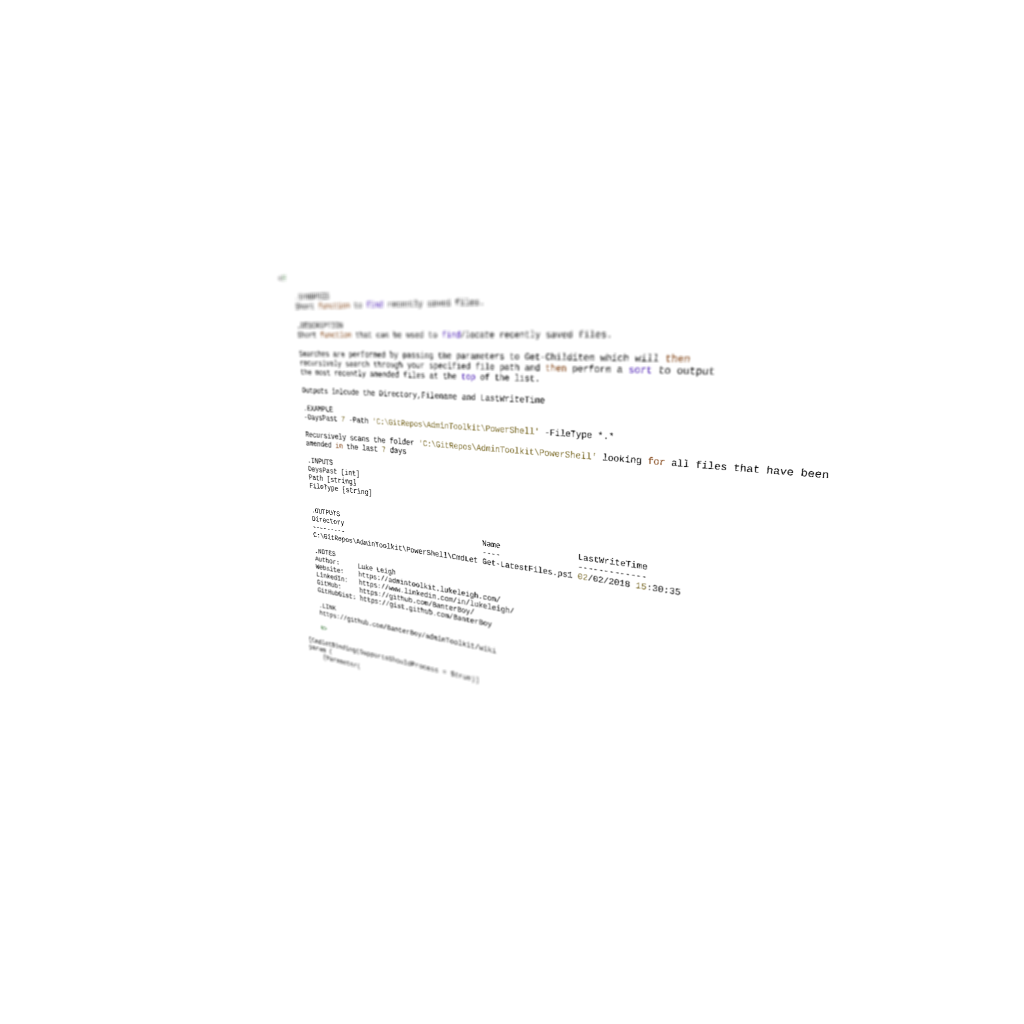 <#
.SYNOPSIS
Short function to find recently saved files.
.DESCRIPTION
Short function that can be used to find/locate recently saved files.
Searches are performed by passing the parameters to Get-Childiten which will then
recursively search through your specified file path and then perform a sort to output
the most recently amended files at the top of the list.
Outputs inlcude the Directory,Filename and LastWriteTime
.EXAMPLE
-DaysPast 7 -Path 'C:\GitRepos\AdminToolkit\PowerShell' -FileType *.*
Recursively scans the folder 'C:\GitRepos\AdminToolkit\PowerShell' looking for all files that have been
amended in the last 7 days
.INPUTS
DaysPast [int]
Path [string]
FileType [string]
.OUTPUTS
Directory Name LastWriteTime
--------- ---- -------------
C:\GitRepos\AdminToolkit\PowerShell\CmdLet Get-LatestFiles.ps1 02/02/2018 15:30:35
.NOTES
Author: Luke Leigh
Website: https://admintoolkit.lukeleigh.com/
LinkedIn: https://www.linkedin.com/in/lukeleigh/
GitHub: https://github.com/BanterBoy/
GitHubGist: https://gist.github.com/BanterBoy
.LINK
https://github.com/BanterBoy/adminToolkit/wiki
#>
[CmdletBinding(SupportsShouldProcess = $true)]
param (
[Parameter(